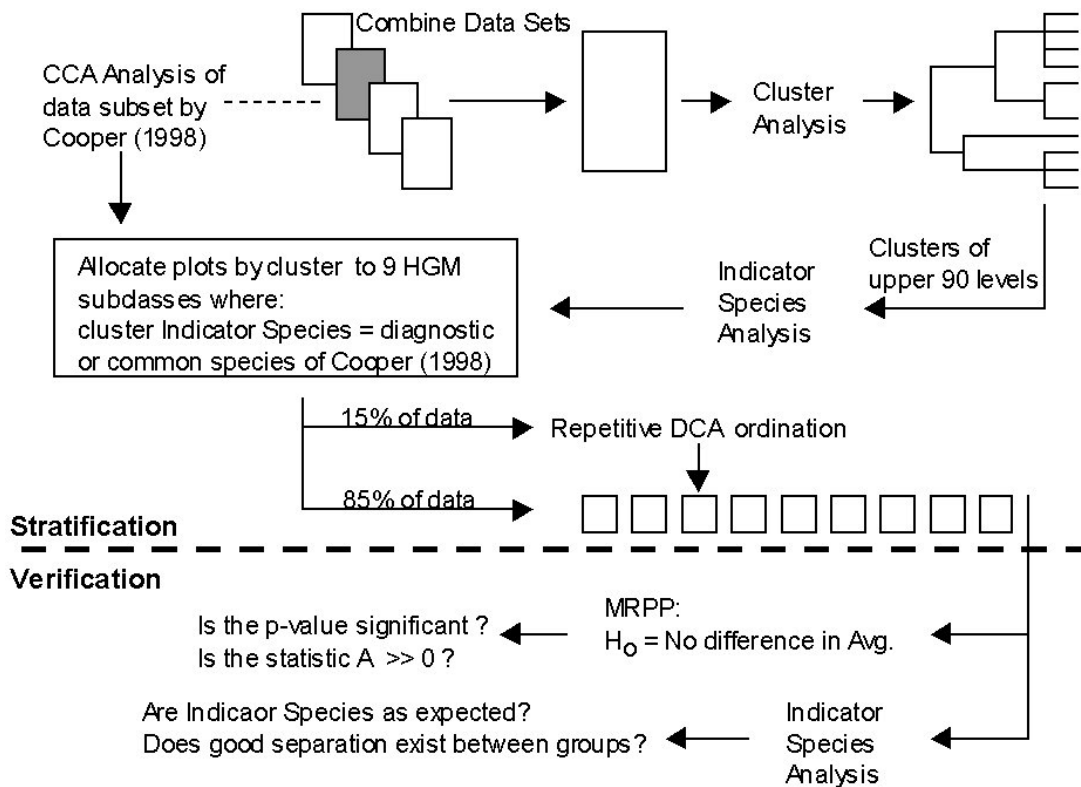 Combine Data Sets
CCA Analysis of
data subset by
Cooper (1998)
Cluster
Analysis
Clusters of
upper 90 levels
Indicator
Species
Analysis
Allocate plots by cluster to 9 HGM
subclasses where:
cluster Indicator Species = diagnostic
or common species of Cooper (1998)
15% of data
Repetitive DCA ordination
85% of data
Stratification
Verification
MRPP:
Ho = No difference in Avg.
Is the p-value significant ?
Is the statistic A >> 0 ?
Are Indicaor Species as expected?
Does good separation exist between groups?
Indicator
Species
Analysis